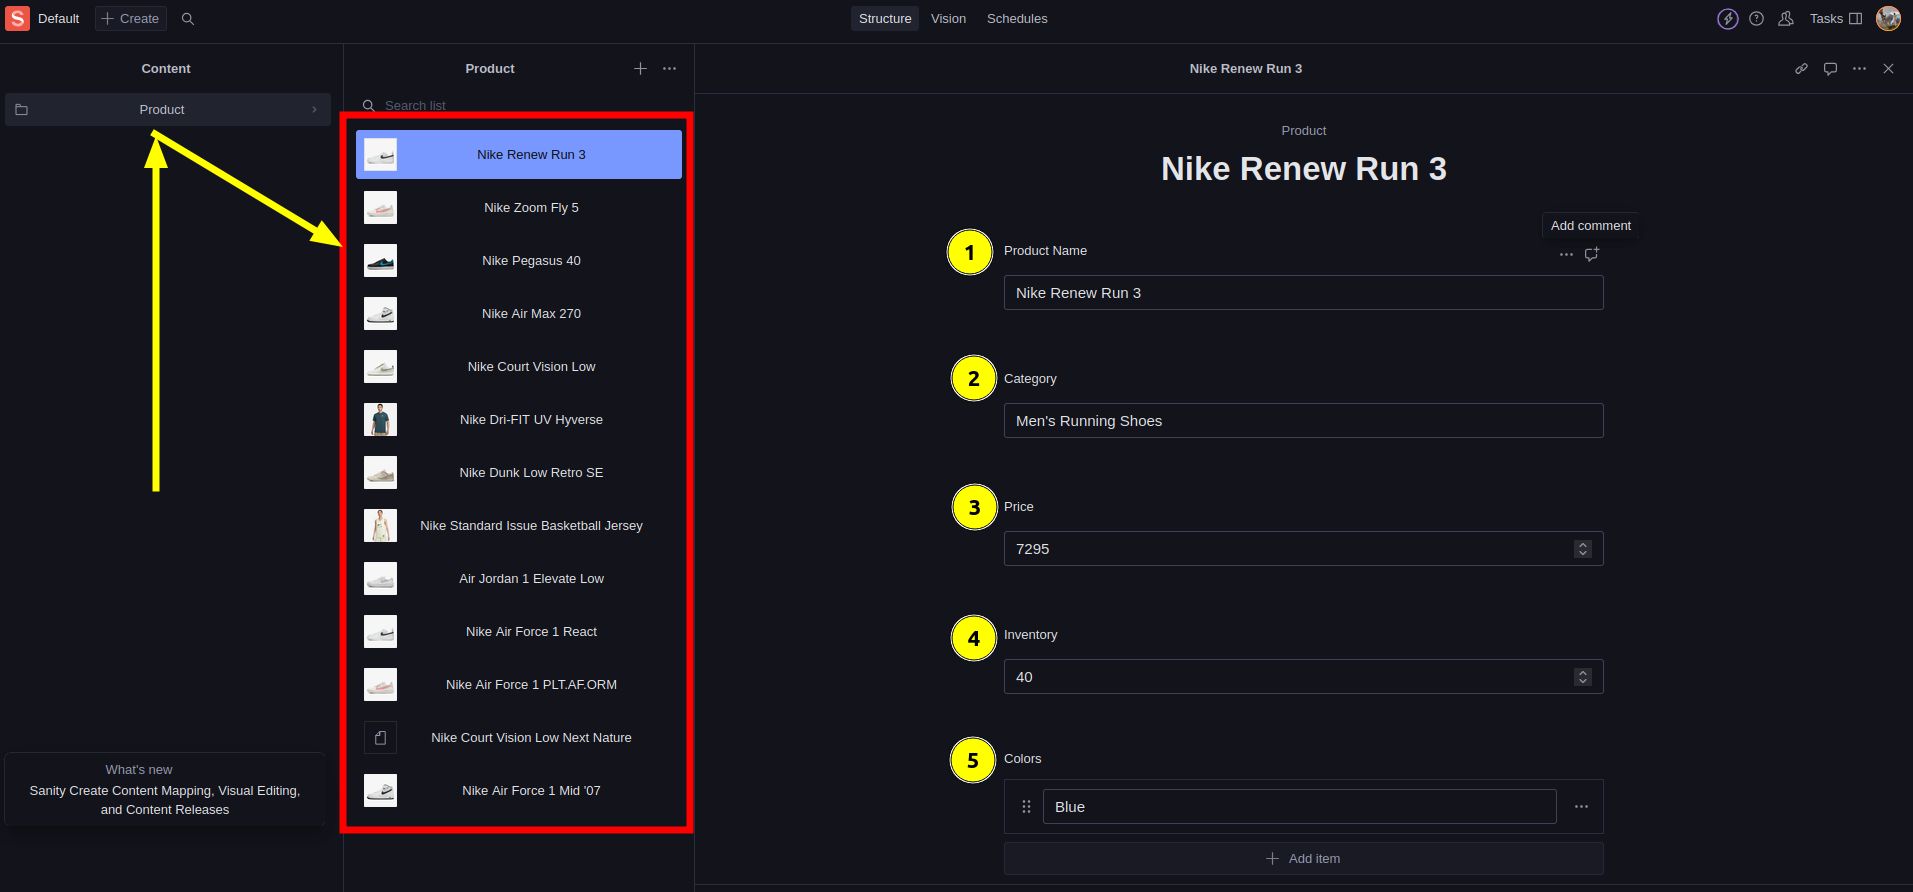 S Default + Create Structure Vision Schedules Tasks
Content
Product
What's new
Sanity Create Content Mapping, Visual Editing,
and Content Releases
Product
Search list
Nike Renew Run 3
Nike Zoom Fly 5
Nike Pegasus 40
Nike Air Max 270
Nike Court Vision Low
Nike Dri-FIT UV Hyverse
Nike Dunk Low Retro SE
Nike Standard Issue Basketball Jersey
Air Jordan 1 Elevate Low
Nike Air Force 1 React
Nike Air Force 1 PLT.AF.ORM
Nike Court Vision Low Next Nature
Nike Air Force 1 Mid '07
Nike Renew Run 3
Product
Nike Renew Run 3
Add comment
1 Product Name
Nike Renew Run 3
2 Category
Men's Running Shoes
3 Price
7295
4 Inventory
40
5 Colors
Blue
+ Add item